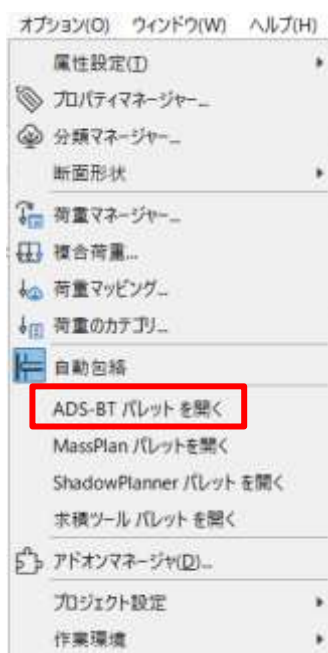 オプション(O) ウィンドウ(W) ヘルプ(H)
属性設定(I)
プロパティマネージャー...
分類マネージャー...
断面形状
荷重マネージャー...
複合荷重...
荷重マッピング...
荷重のカテゴリ...
自動包絡
ADS-BT パレット を開く
MassPlan パレットを開く
ShadowPlanner パレット を開く
求積ツール パレット を開く
アドオンマネージャ(D)...
プロジェクト設定
作業環境